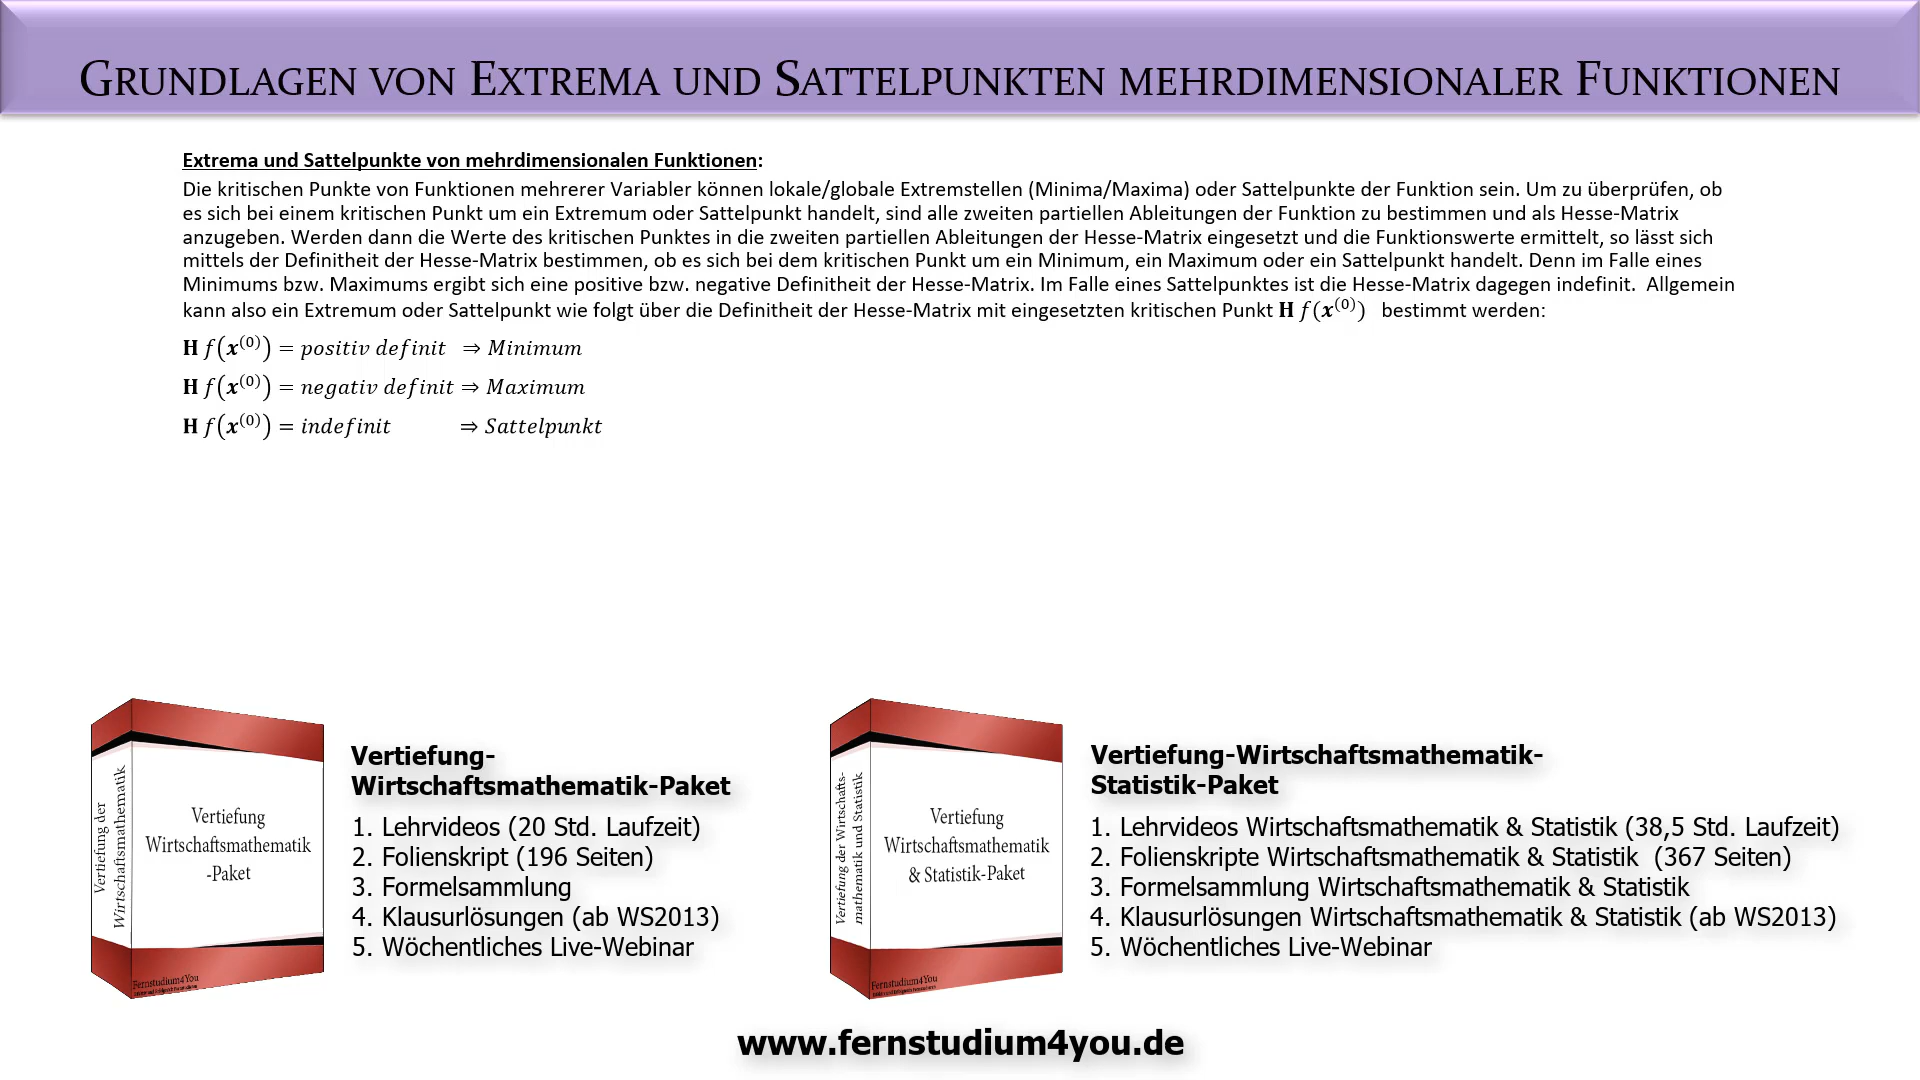 GRUNDLAGEN VON EXTREMA UND SATTELPUNKTEN MEHRDIMENSIONALER FUNKTIONEN
Extrema und Sattelpunkte von mehrdimensionalen Funktionen:
Die kritischen Punkte von Funktionen mehrerer Variabler können lokale/globale Extremstellen (Minima/Maxima) oder Sattelpunkte der Funktion sein. Um zu überprüfen, ob
es sich bei einem kritischen Punkt um ein Extremum oder Sattelpunkt handelt, sind alle zweiten partiellen Ableitungen der Funktion zu bestimmen und als Hesse-Matrix
anzugeben. Werden dann die Werte des kritischen Punktes in die zweiten partiellen Ableitungen der Hesse-Matrix eingesetzt und die Funktionswerte ermittelt, so lässt sich
mittels der Definitheit der Hesse-Matrix bestimmen, ob es sich bei dem kritischen Punkt um ein Minimum, ein Maximum oder ein Sattelpunkt handelt. Denn im Falle eines
Minimums bzw. Maximums ergibt sich eine positive bzw. negative Definitheit der Hesse-Matrix. Im Falle eines Sattelpunktes ist die Hesse-Matrix dagegen indefinit. Allgemein
kann also ein Extremum oder Sattelpunkt wie folgt über die Definitheit der Hesse-Matrix mit eingesetzten kritischen Punkt H f(x⁽⁰⁾) bestimmt werden:
H f(x⁽⁰⁾) = positiv definit ⇒ Minimum
H f(x⁽⁰⁾) = negativ definit ⇒ Maximum
H f(x⁽⁰⁾) = indefinit ⇒ Sattelpunkt
Vertiefung der
Wirtschaftsmathematik
Vertiefung
Wirtschaftsmathematik
-Paket
Fernstudium4You
Vertiefung-
Wirtschaftsmathematik-Paket
1. Lehrvideos (20 Std. Laufzeit)
2. Folienskript (196 Seiten)
3. Formelsammlung
4. Klausurlösungen (ab WS2013)
5. Wöchentliches Live-Webinar
Vertiefung der Wirtschafts-
mathematik und Statistik
Vertiefung
Wirtschaftsmathematik
& Statistik-Paket
Fernstudium4You
Vertiefung-Wirtschaftsmathematik-
Statistik-Paket
1. Lehrvideos Wirtschaftsmathematik & Statistik (38,5 Std. Laufzeit)
2. Folienskripte Wirtschaftsmathematik & Statistik (367 Seiten)
3. Formelsammlung Wirtschaftsmathematik & Statistik
4. Klausurlösungen Wirtschaftsmathematik & Statistik (ab WS2013)
5. Wöchentliches Live-Webinar
www.fernstudium4you.de